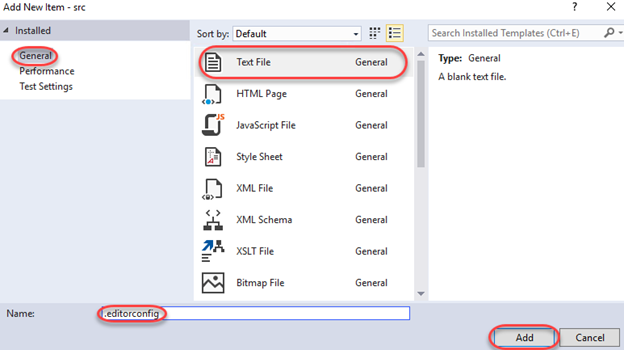 Add New Item - src
?
Installed
Sort by: Default
Search Installed Templates (Ctrl+E)
General
Performance
Test Settings
Text File General
HTML Page General
JavaScript File General
Style Sheet General
XML File General
XML Schema General
XSLT File General
Bitmap File General
Type: General
A blank text file.
Name: .editorconfig
Add Cancel